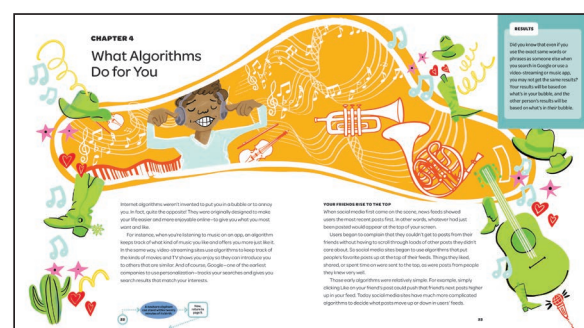 CHAPTER 4
What Algorithms
Do for You
Internet algorithms weren't invented to put you in a bubble or to annoy
you. In fact, quite the opposite! They were originally designed to make
your life easier and more enjoyable online—to give you what you most
want and like.
For instance, when you're listening to music on an app, an algorithm
keeps track of what kind of music you like and offers you more just like it.
In the same way, video-streaming sites use algorithms to keep track of
the kinds of movies and TV shows you enjoy so they can introduce you
to others that are similar. And of course, Google—one of the earliest
companies to use personalization—tracks your searches and gives you
search results that match your interests.
32
YOUR FRIENDS RISE TO THE TOP
When social media first came on the scene, news feeds showed
users the most recent posts first. In other words, whatever had just
been posted would appear at the top of your screen.
Users began to complain that they couldn't get to posts from their
friends without having to scroll through loads of other posts they didn't
care about. So social media sites began to use algorithms that put
people's favorite posts up at the top of their feeds. Things they liked,
shared, or spent time on were sent to the top, as were posts from people
they knew very well.
Those early algorithms were relatively simple. For example, simply
clicking Like on your friend's post could push that friend's next posts higher
up in your feed. Today social media sites have much more complicated
algorithms to decide what posts move up or down in users' feeds.
33
RESULTS
Did you know that even if you
use the exact same words or
phrases as someone else when
you search in Google or use a
video-streaming or music app,
you may not get the same results?
Your results will be based on
what's in your bubble, and the
other person's results will be
based on what's in their bubble.